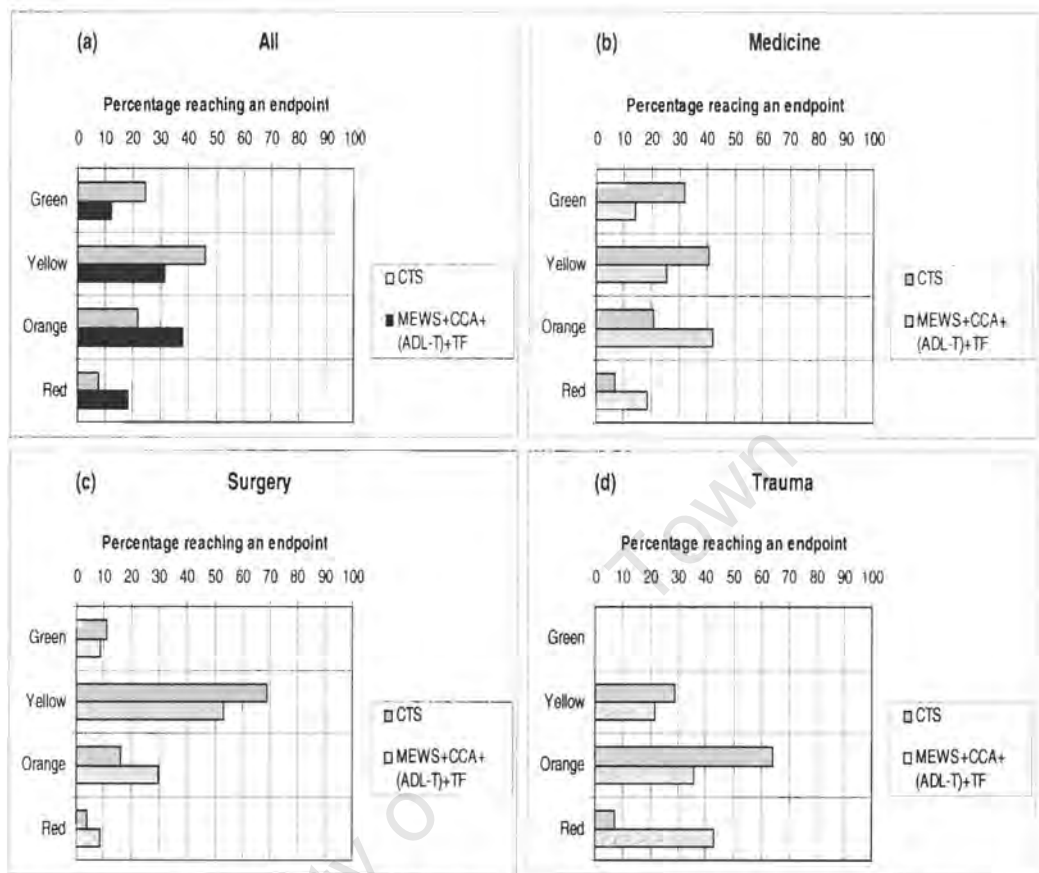 (a) All
Percentage reaching an endpoint
0 10 20 30 40 50 60 70 80 90 100
Green
Yellow
Orange
Red
CTS
MEWS+CCA+
(ADL-T)+TF
(b) Medicine
Percentage reacing an endpoint
0 10 20 30 40 50 60 70 80 90 100
Green
Yellow
Orange
Red
CTS
MEWS+CCA+
(ADL-T)+TF
(c) Surgery
Percentage reaching an endpoint
0 10 20 30 40 50 60 70 80 90 100
Green
Yellow
Orange
Red
CTS
MEWS+CCA+
(ADL-T)+TF
(d) Trauma
Percentage reaching an endpoint
0 10 20 30 40 50 60 70 80 90 100
Green
Yellow
Orange
Red
CTS
MEWS+CCA+
(ADL-T)+TF
Town